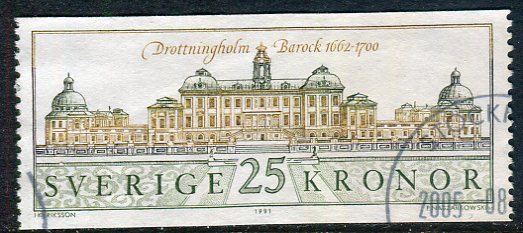 Drottningholm Barock 1662-1700
SVERIGE 25 KRONOR
1991
2005-08